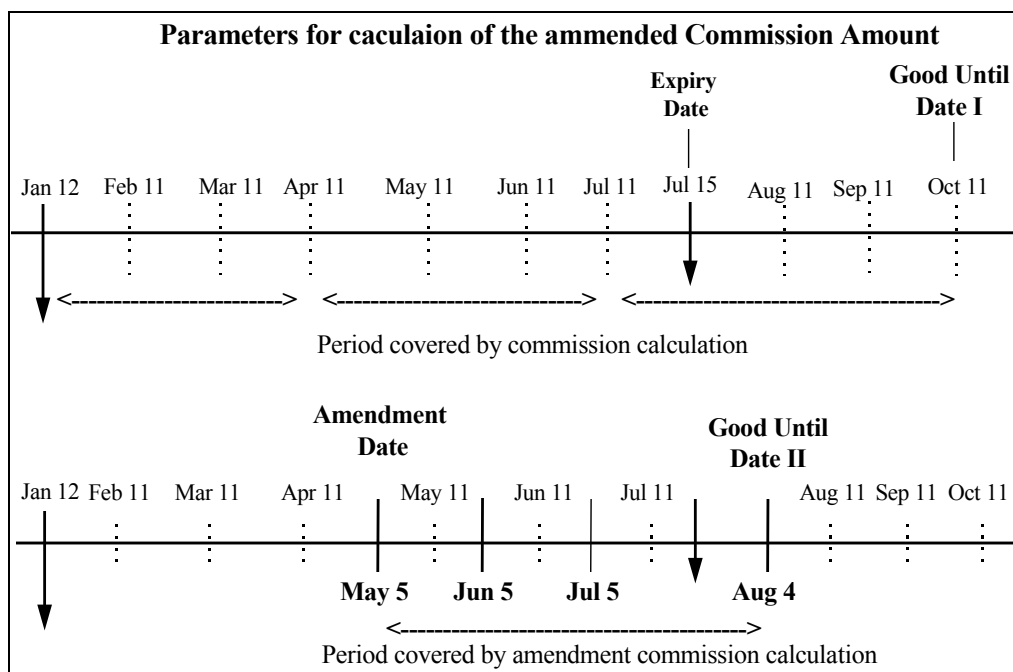 Parameters for caculaion of the ammended Commission Amount
Expiry
Date
Good Until
Date I
Jan 12 Feb 11 Mar 11 Apr 11 May 11 Jun 11 Jul 11 Jul 15 Aug 11 Sep 11 Oct 11
<-----------------------> <-----------------------> <---------------------------->
Period covered by commission calculation
Amendment
Date
Good Until
Date II
Jan 12 Feb 11 Mar 11 Apr 11 May 11 Jun 11 Jul 11 Aug 11 Sep 11 Oct 11
May 5 Jun 5 Jul 5 Aug 4
<---------------------------->
Period covered by amendment commission calculation